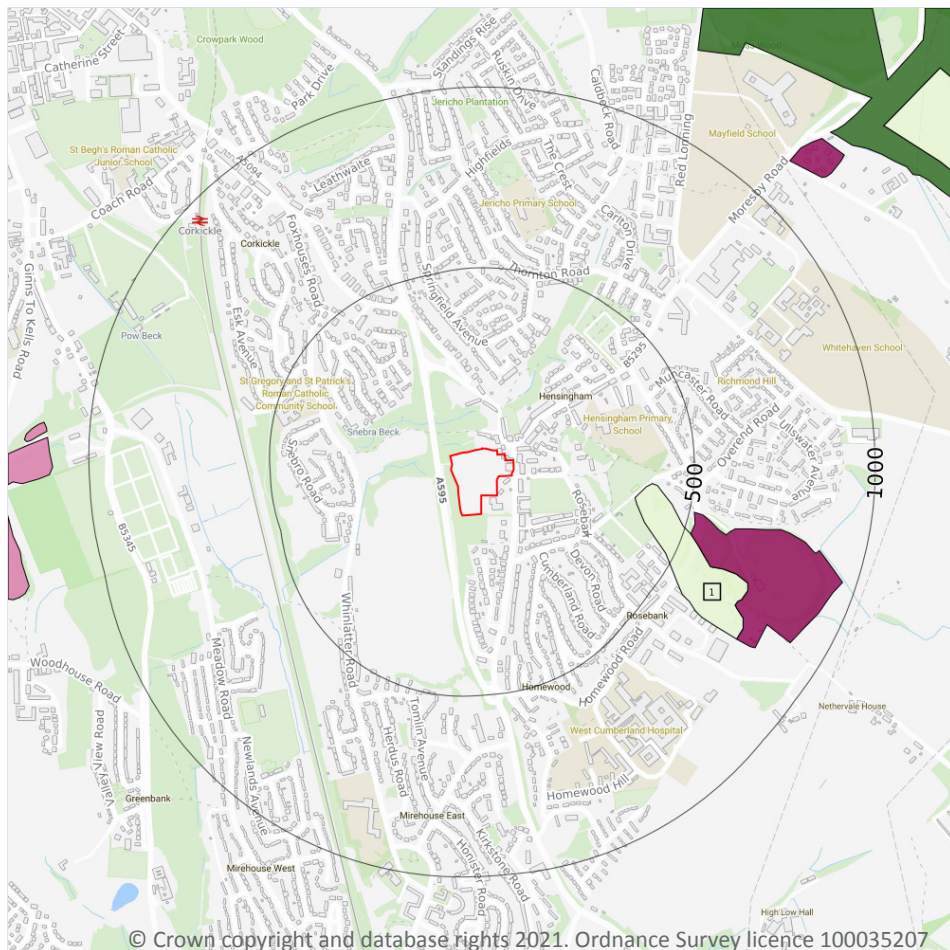 Crowpark Wood
Catherine Street
Standings Rise
Ruskin Drive
Park Drive
Caldbeck Road
Red Lonning
Jericho Plantation
Mayfield School
St Begh's Roman Catholic
Junior School
A5094
Leathwaite
Highfields
The Crest
Moresby Road
Coach Road
Jericho Primary School
Carlton Drive
Corkickle
Corkickle
Foxhouses Road
Thornton Road
Ginns To Kells Road
Springfield Avenue
Esk Avenue
Pow Beck
B5295
Whitehaven School
Muncaster Road
Richmond Hill
St Gregory and St Patrick's
Roman Catholic
Community School
Hensingham
Hensingham Primary
School
Overend Road
Ullswater Avenue
Snebra Beck
Snebro Road
A595
500
1000
Rosebank
B5345
Devon Road
Cumberland Road
1
Whinlatter Road
Rosebank
Homewood Road
Meadow Road
Woodhouse Road
Homewood
Tomlin Avenue
Nethervale House
Valley View Road
Herdus Road
West Cumberland Hospital
Newlands Avenue
Homewood Hill
Greenbank
Mirehouse East
Kirkstone Road
Honister Road
Mirehouse West
High Low Hall
© Crown copyright and database rights 2021. Ordnance Survey licence 100035207